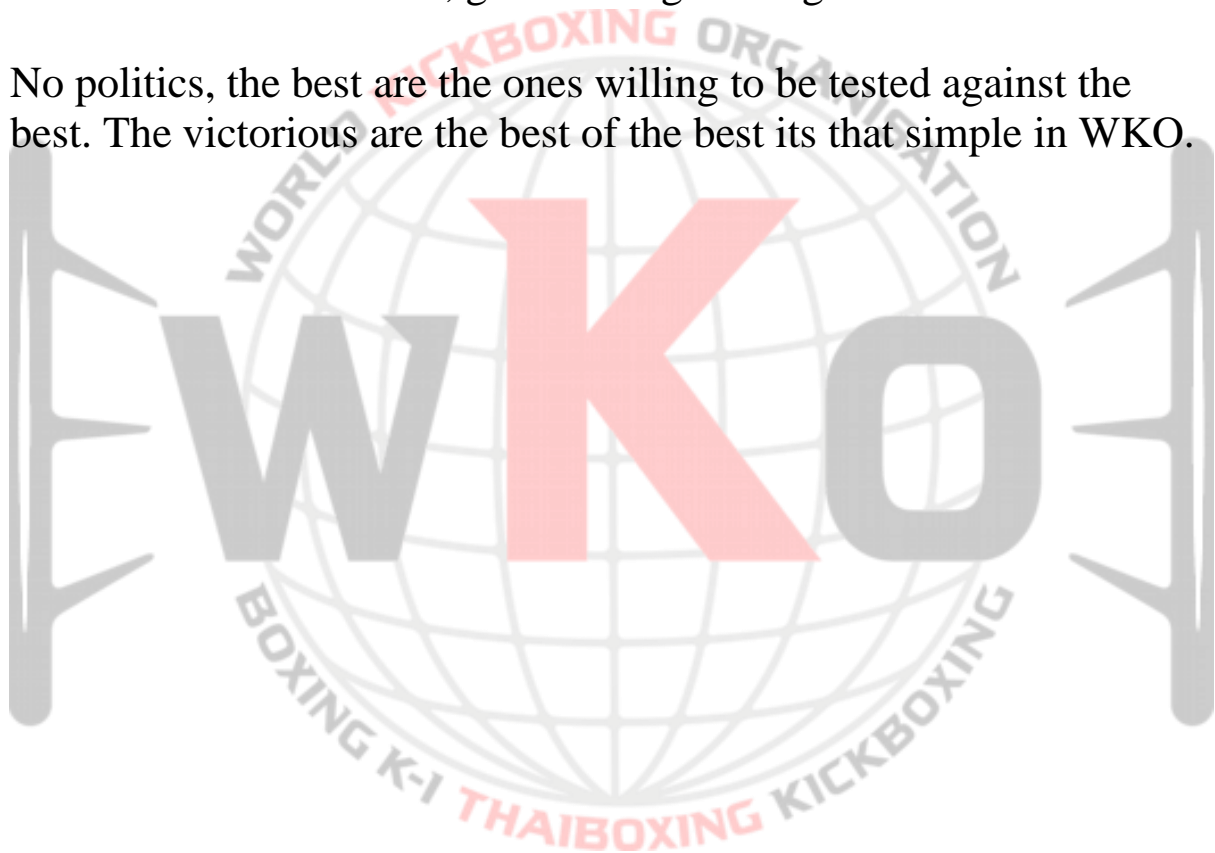 No politics, the best are the ones willing to be tested against the
best. The victorious are the best of the best its that simple in WKO.
WORLD KICKBOXING ORGANISATION
WKO
BOXING K-1 THAIBOXING KICKBOXING